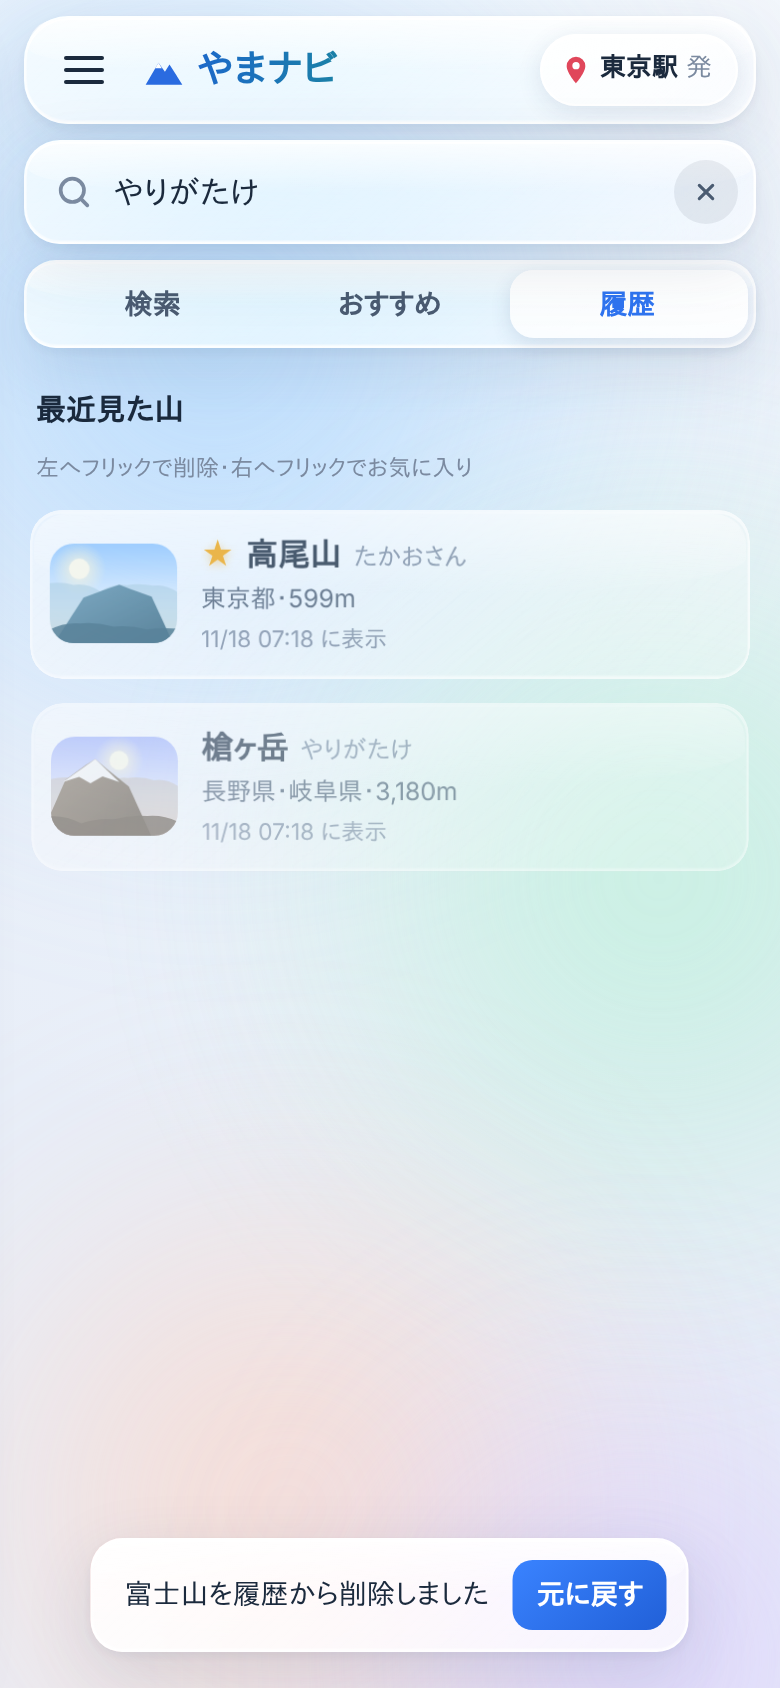 やまナビ
東京駅 発
やりがたけ
検索 おすすめ 履歴
最近見た山
左へフリックで削除·右へフリックでお気に入り
★ 高尾山 たかおさん
東京都·599m
11/18 07:18 に表示
槍ヶ岳 やりがたけ
長野県·岐阜県·3,180m
11/18 07:18 に表示
富士山を履歴から削除しました 元に戻す